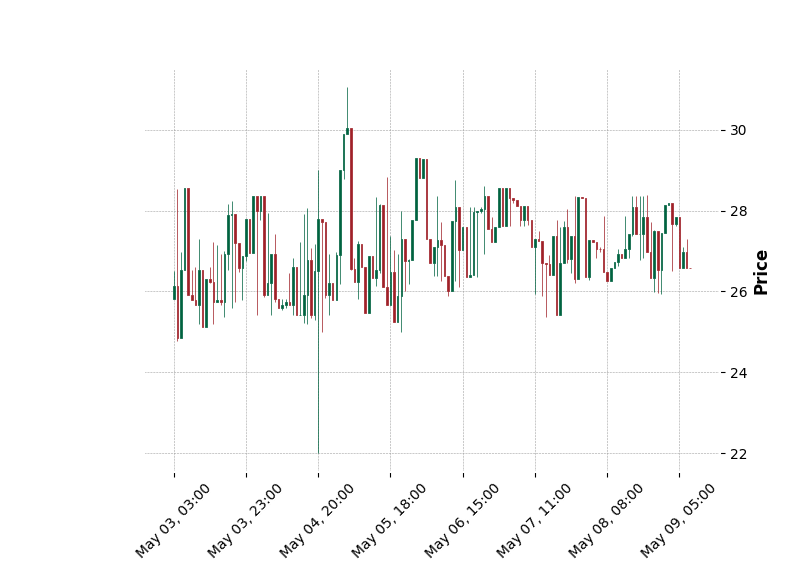 30
28
26
24
22
Price
May 03, 03:00
May 03, 23:00
May 04, 20:00
May 05, 18:00
May 06, 15:00
May 07, 11:00
May 08, 08:00
May 09, 05:00